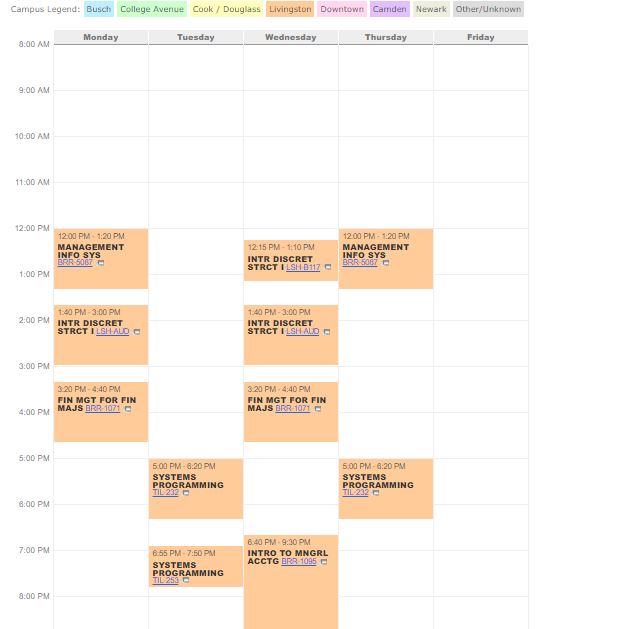 Campus Legend: Busch College Avenue Cook / Douglass Livingston Downtown Camden Newark Other/Unknown
Monday Tuesday Wednesday Thursday Friday
8:00 AM
9:00 AM
10:00 AM
11:00 AM
12:00 PM
1:00 PM
2:00 PM
3:00 PM
4:00 PM
5:00 PM
6:00 PM
7:00 PM
8:00 PM
12:00 PM - 1:20 PM
MANAGEMENT
INFO SYS
BRR-5087
1:40 PM - 3:00 PM
INTR DISCRET
STRCT I LSH-AUD
3:20 PM - 4:40 PM
FIN MGT FOR FIN
MAJS BRR-1071
5:00 PM - 6:20 PM
SYSTEMS
PROGRAMMING
TIL-232
6:55 PM - 7:50 PM
SYSTEMS
PROGRAMMING
TIL-253
12:15 PM - 1:10 PM
INTR DISCRET
STRCT I LSH-B117
1:40 PM - 3:00 PM
INTR DISCRET
STRCT I LSH-AUD
3:20 PM - 4:40 PM
FIN MGT FOR FIN
MAJS BRR-1071
6:40 PM - 9:30 PM
INTRO TO MNGRL
ACCTG BRR-1095
12:00 PM - 1:20 PM
MANAGEMENT
INFO SYS
BRR-5087
5:00 PM - 6:20 PM
SYSTEMS
PROGRAMMING
TIL-232